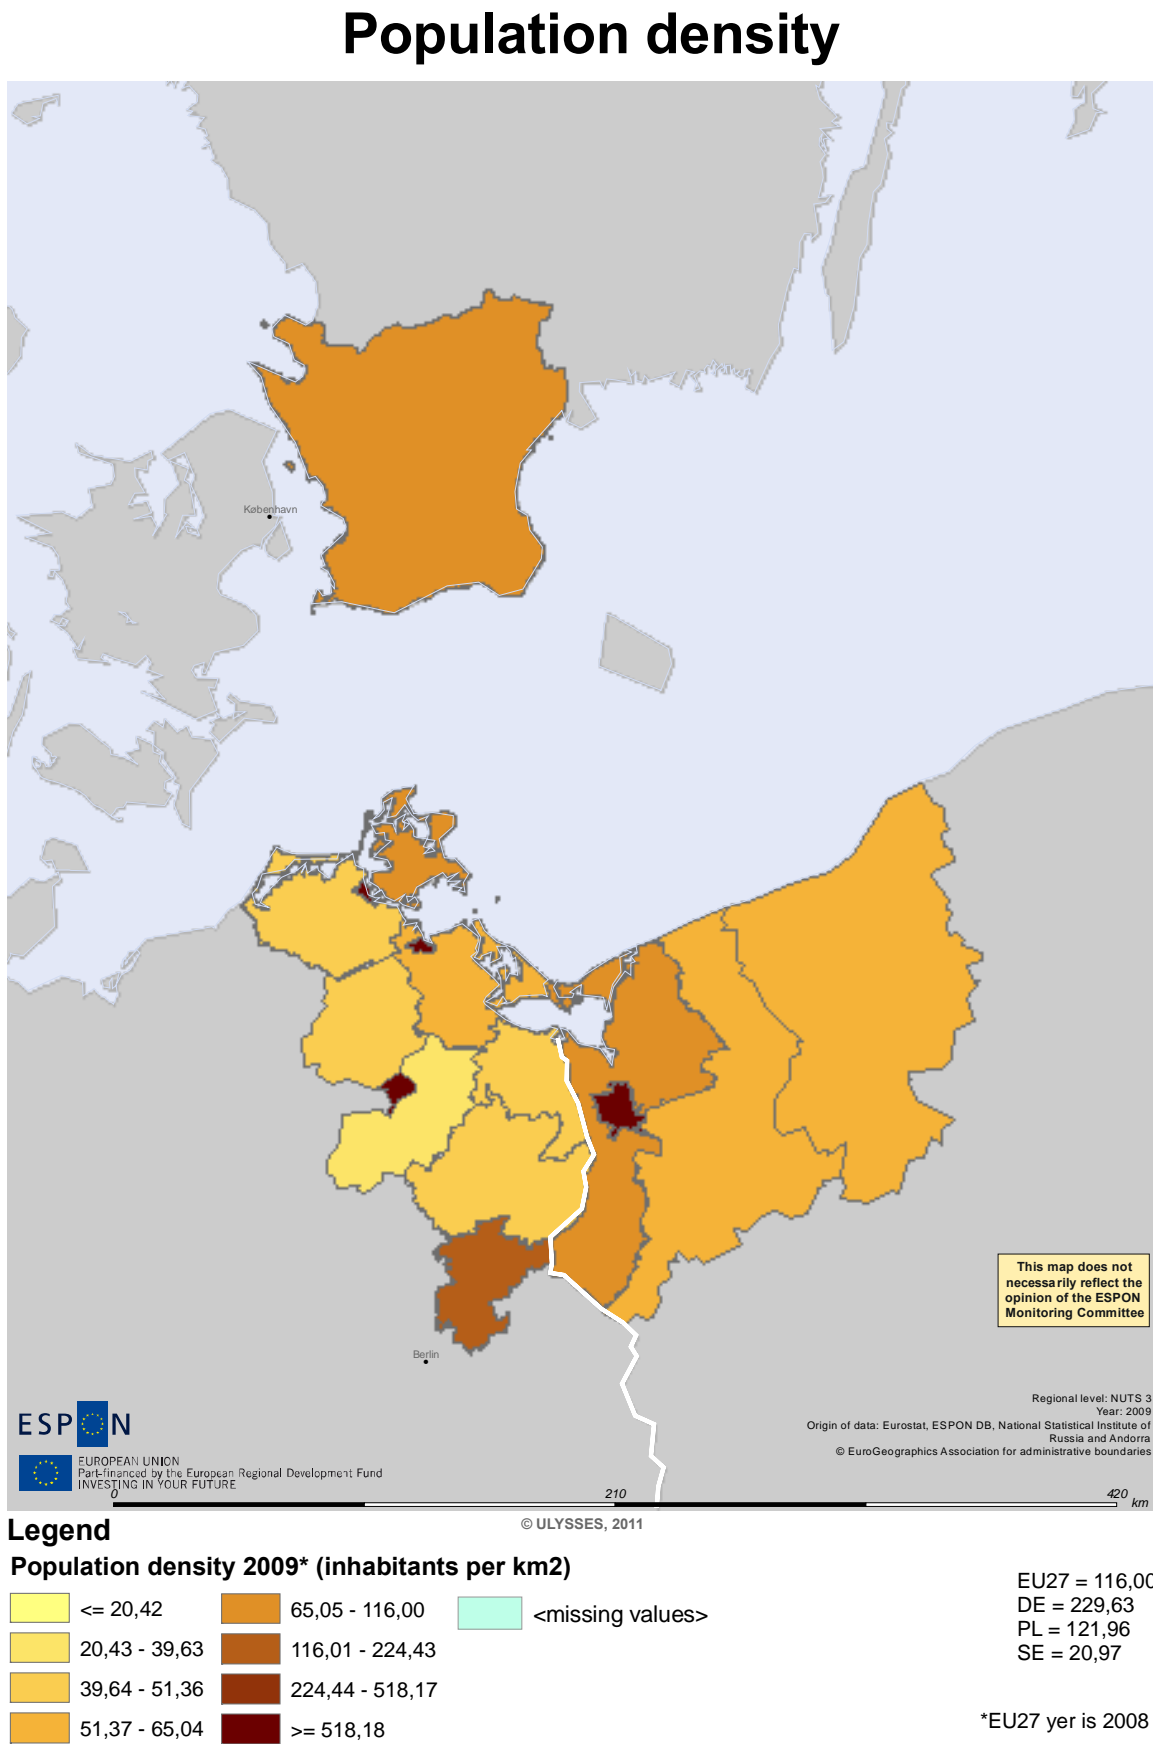 Population density
København
Berlin
This map does not
necessarily reflect the
opinion of the ESPON
Monitoring Committee
Regional level: NUTS 3
Year: 2009
Origin of data: Eurostat, ESPON DB, National Statistical Institute of
Russia and Andorra
© EuroGeographics Association for administrative boundaries
ESPON
EUROPEAN UNION
Part-financed by the European Regional Development Fund
INVESTING IN YOUR FUTURE
0 210 420 km
© ULYSSES, 2011
Legend
Population density 2009* (inhabitants per km2)
<= 20,42
20,43 - 39,63
39,64 - 51,36
51,37 - 65,04
65,05 - 116,00
116,01 - 224,43
224,44 - 518,17
>= 518,18
<missing values>
EU27 = 116,00
DE = 229,63
PL = 121,96
SE = 20,97
*EU27 yer is 2008